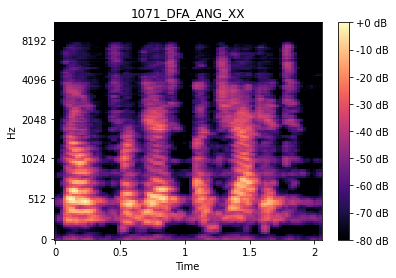 1071_DFA_ANG_XX
8192
4096
2048
1024
512
0
Hz
0
0.5
1
1.5
2
Time
+0 dB
-10 dB
-20 dB
-30 dB
-40 dB
-50 dB
-60 dB
-70 dB
-80 dB